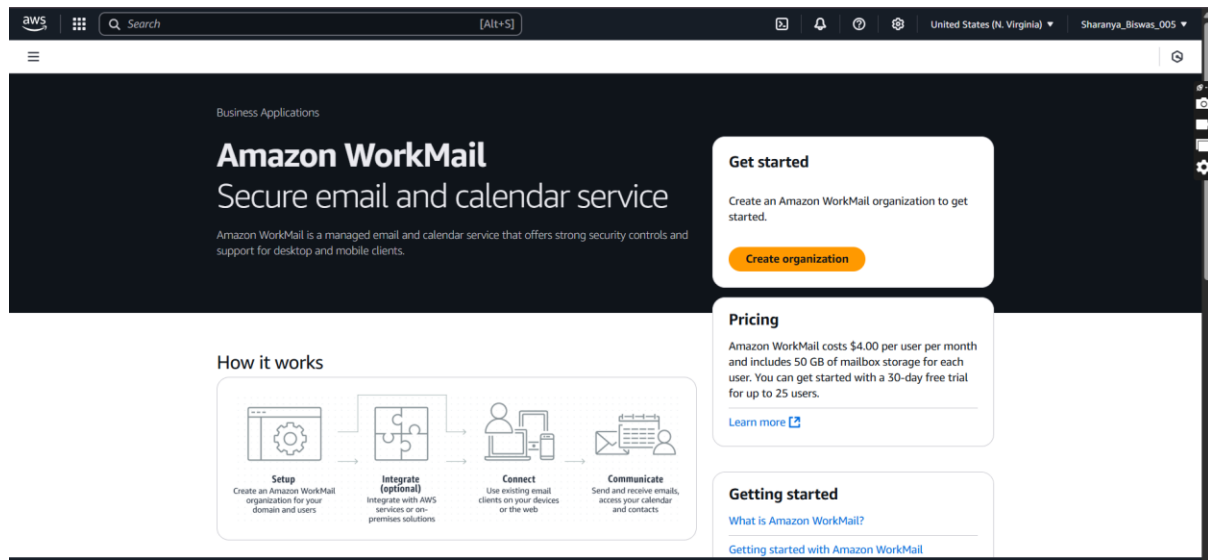 aws
Search
[Alt+S]
United States (N. Virginia)
Sharanya_Biswas_005
Business Applications
Amazon WorkMail
Secure email and calendar service
Amazon WorkMail is a managed email and calendar service that offers strong security controls and
support for desktop and mobile clients.
Get started
Create an Amazon WorkMail organization to get
started.
Create organization
Pricing
Amazon WorkMail costs $4.00 per user per month
and includes 50 GB of mailbox storage for each
user. You can get started with a 30-day free trial
for up to 25 users.
Learn more
How it works
Setup
Create an Amazon WorkMail
organization for your
domain and users
Integrate
(optional)
Integrate with AWS
services or on-
premises solutions
Connect
Use existing email
clients on your devices
or the web
Communicate
Send and receive emails,
access your calendar
and contacts
Getting started
What is Amazon WorkMail?
Getting started with Amazon WorkMail